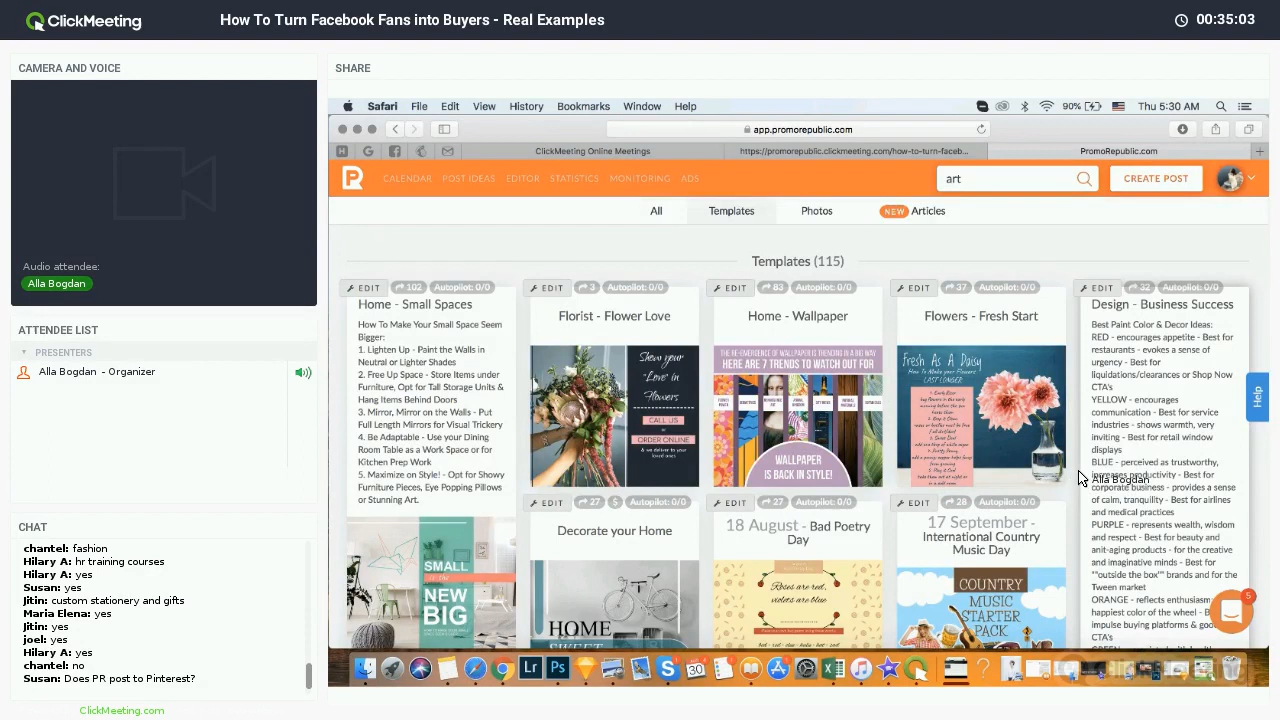 ClickMeeting
How To Turn Facebook Fans into Buyers - Real Examples
00:35:03
CAMERA AND VOICE
Audio attendee:
Alla Bogdan
ATTENDEE LIST
PRESENTERS
Alla Bogdan - Organizer
CHAT
chantel: fashion
Hilary A: hr training courses
Hilary A: yes
Susan: yes
Jitin: custom stationery and gifts
Maria Elena: yes
Jitin: yes
joel: yes
Hilary A: yes
chantel: no
Susan: Does PR post to Pinterest?
ClickMeeting.com
SHARE
Safari File Edit View History Bookmarks Window Help
90% Thu 5:30 AM
app.promorepublic.com
ClickMeeting Online Meetings
https://promorepublic.clickmeeting.com/how-to-turn-faceb...
PromoRepublic.com
CALENDAR POST IDEAS EDITOR STATISTICS MONITORING ADS
art
CREATE POST
All Templates Photos NEW Articles
Templates (115)
EDIT 102 Autopilot: 0/0
Home - Small Spaces
How To Make Your Small Space Seem
Bigger:
1. Lighten Up - Paint the Walls in
Neutral or Lighter Shades
2. Free Up Space - Store Items under
Furniture, Opt for Tall Storage Units &
Hang Items Behind Doors
3. Mirror, Mirror on the Walls - Put
Full Length Mirrors for Visual Trickery
4. Be Adaptable - Use your Dining
Room Table as a Work Space or for
Kitchen Prep Work
5. Maximize on Style! - Opt for Showy
Furniture Pieces, Eye Popping Pillows
or Stunning Art.
SMALL
is the
NEW
BIG
EDIT 3 Autopilot: 0/0
Florist - Flower Love
Show your
"Love" in
Flowers
CALL US
or
ORDER ONLINE
& we deliver to your
loved ones
EDIT 27 $ Autopilot: 0/0
Decorate your Home
HOME
SWEET
EDIT 83 Autopilot: 0/0
Home - Wallpaper
THE RE-EMERGENCE OF WALLPAPER IS TRENDING IN A BIG WAY
HERE ARE 7 TRENDS TO WATCH OUT FOR
WALLPAPER
IS BACK IN STYLE!
EDIT 27 Autopilot: 0/0
18 August - Bad Poetry
Day
Roses are red,
violets are blue
EDIT 37 Autopilot: 0/0
Flowers - Fresh Start
Fresh As A Daisy
How To Make your Flowers
LAST LONGER
EDIT 28 Autopilot: 0/0
17 September -
International Country
Music Day
COUNTRY
MUSIC
STARTER
PACK
EDIT 32 Autopilot: 0/0
Design - Business Success
Best Paint Color & Decor Ideas:
RED - encourages appetite - Best for
restaurants - evokes a sense of
urgency - Best for
liquidations/clearances or Shop Now
CTA's
YELLOW - encourages
communication - Best for service
industries - shows warmth, very
inviting - Best for retail window
displays
BLUE - perceived as trustworthy,
increases productivity - Best for
Alla Bogdan
corporate business - provides a sense
of calm, tranquility - Best for airlines
and medical practices
PURPLE - represents wealth, wisdom
and respect - Best for beauty and
anit-aging products - for the creative
and imaginative minds - Best for
""outside the box"" brands and for the
Tween market
ORANGE - reflects enthusiasm
happiest color of the wheel - B
impulse buying platforms & go
CTA's
Help
5
Lr Ps
30